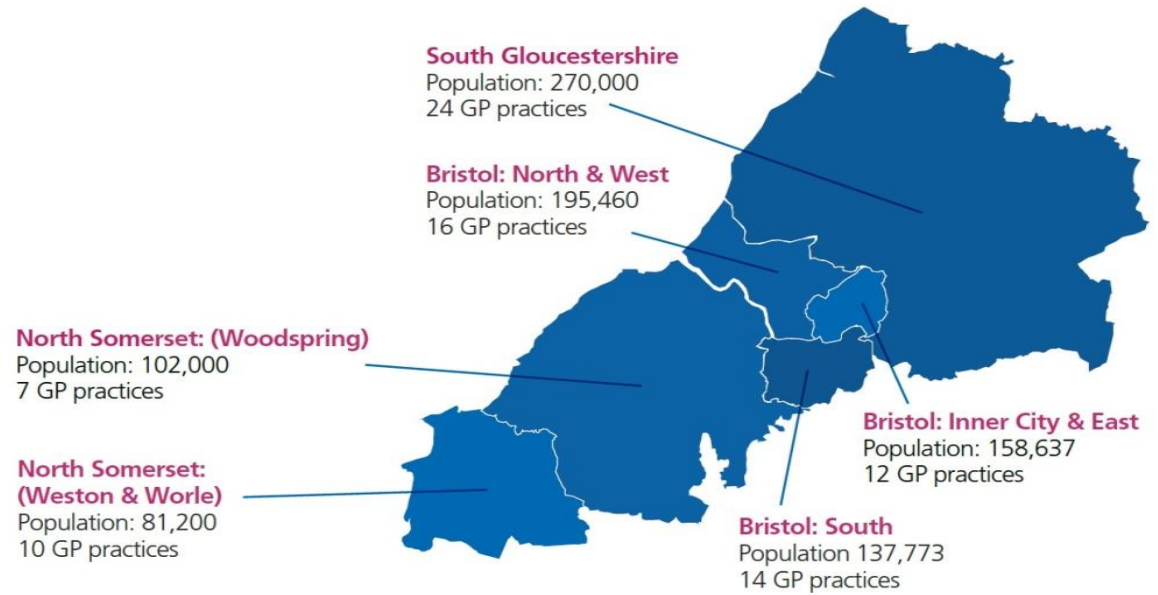 South Gloucestershire
Population: 270,000
24 GP practices
Bristol: North & West
Population: 195,460
16 GP practices
North Somerset: (Woodspring)
Population: 102,000
7 GP practices
Bristol: Inner City & East
Population: 158,637
12 GP practices
North Somerset:
(Weston & Worle)
Population: 81,200
10 GP practices
Bristol: South
Population 137,773
14 GP practices